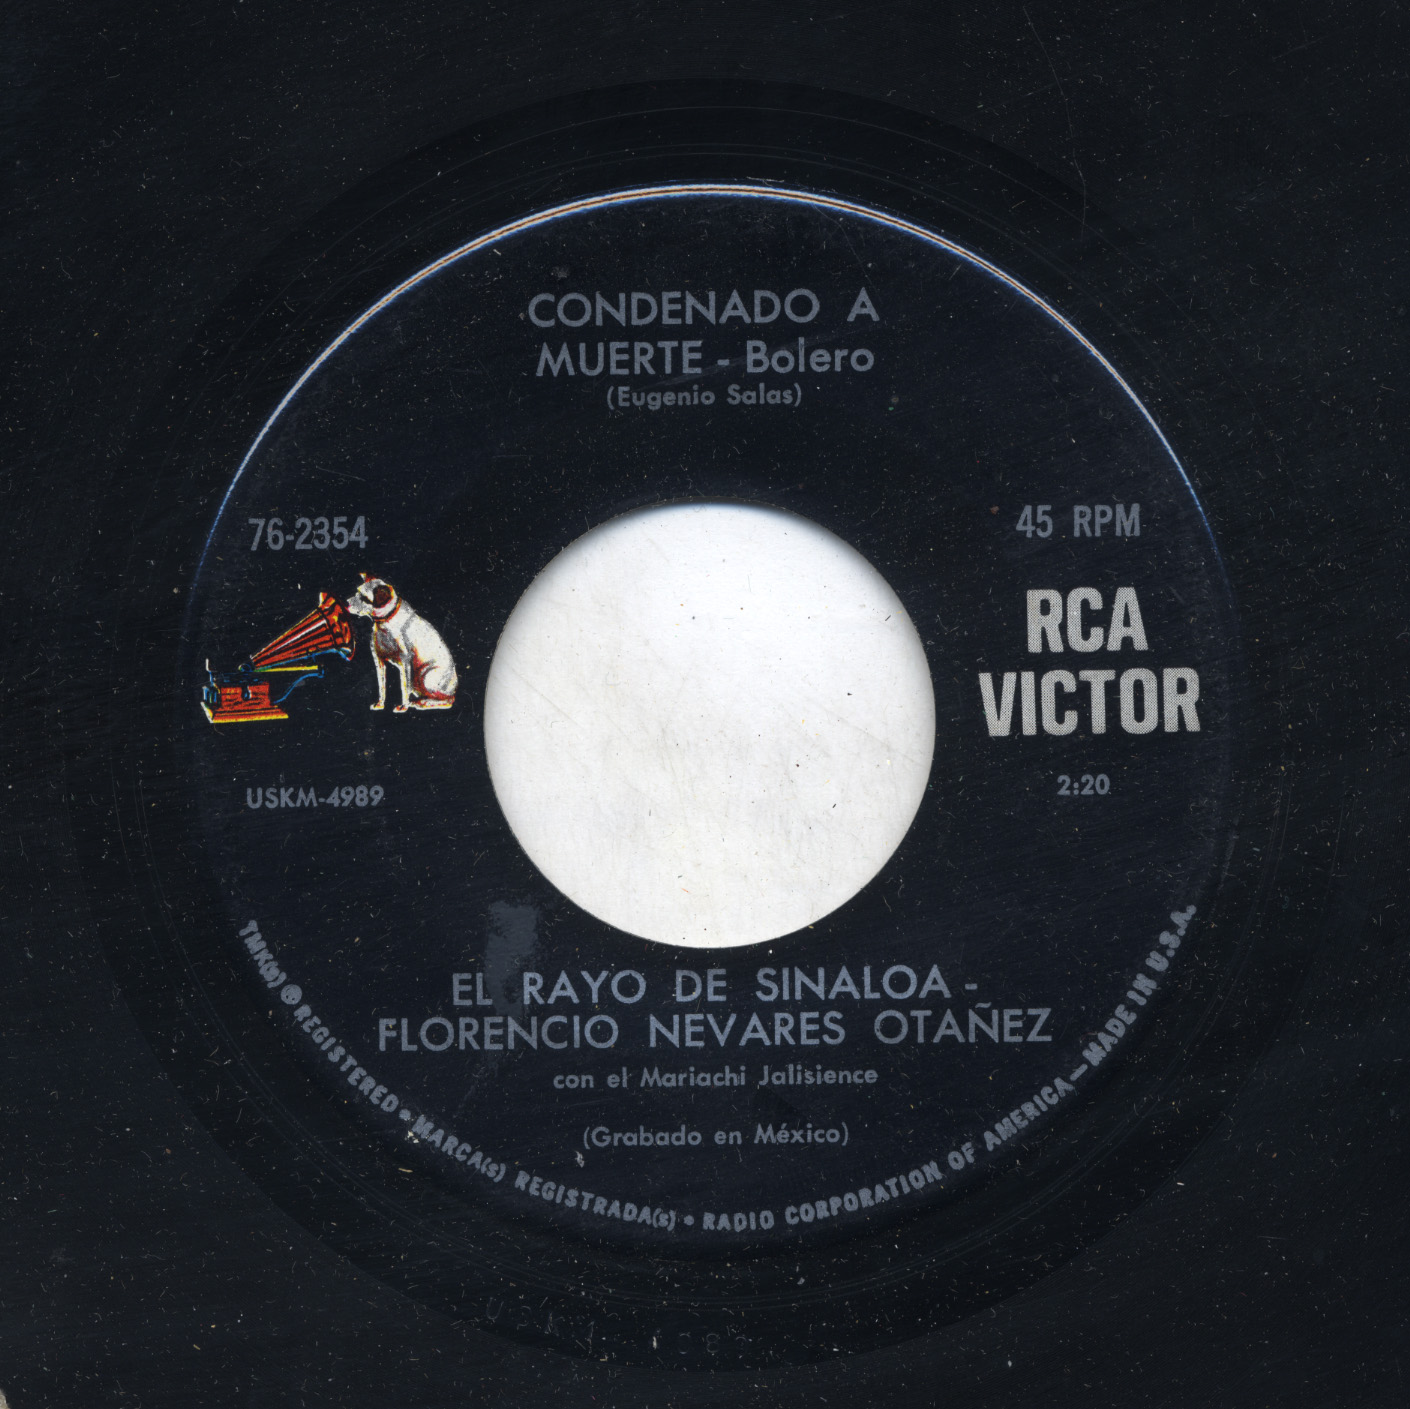 CONDENADO A
MUERTE - Bolero
(Eugenio Salas)
76-2354
45 RPM
RCA
VICTOR
USKM-4989
2:20
EL RAYO DE SINALOA -
FLORENCIO NEVARES OTAÑEZ
con el Mariachi Jalisience
(Grabado en México)
TMK(s) ® REGISTERED • MARCA(s) REGISTRADA(s) • RADIO CORPORATION OF AMERICA — MADE IN U.S.A.